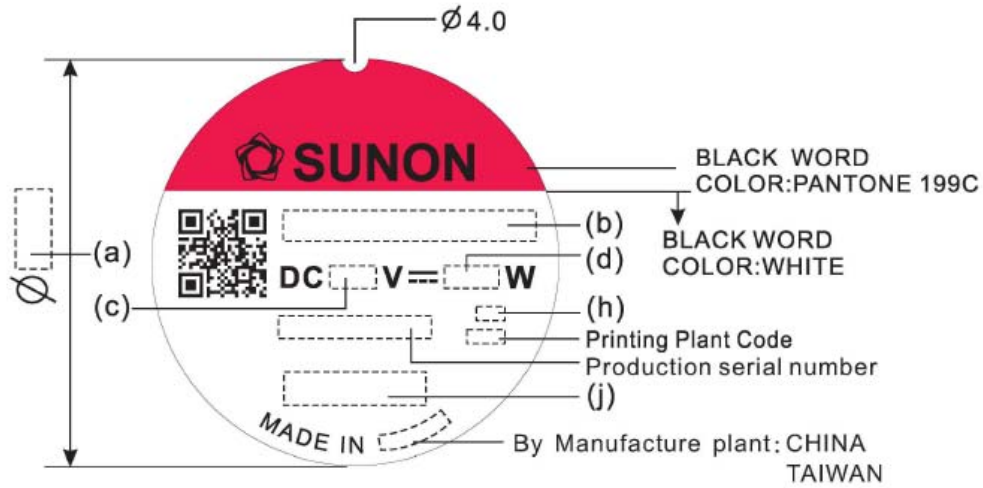 Ø4.0
SUNON
BLACK WORD
COLOR:PANTONE 199C
BLACK WORD
COLOR:WHITE
(a)
Ø
(b)
DC V⎓ W
(d)
(c)
(h)
Printing Plant Code
Production serial number
(j)
MADE IN
By Manufacture plant: CHINA
TAIWAN